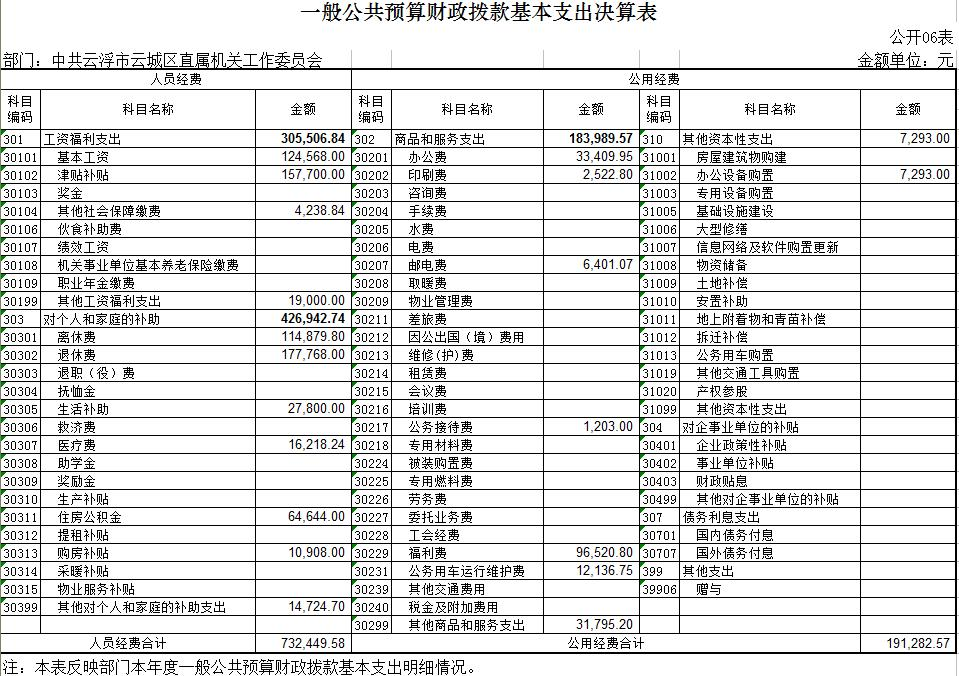 一般公共预算财政拨款基本支出决算表
公开06表
部门：中共云浮市云城区直属机关工作委员会 金额单位：元
人员经费 公用经费
科目编码 科目名称 金额 科目编码 科目名称 金额 科目编码 科目名称 金额
301 工资福利支出 305,506.84 302 商品和服务支出 183,989.57 310 其他资本性支出 7,293.00
30101 基本工资 124,568.00 30201 办公费 33,409.95 31001 房屋建筑物购建
30102 津贴补贴 157,700.00 30202 印刷费 2,522.80 31002 办公设备购置 7,293.00
30103 奖金 30203 咨询费 31003 专用设备购置
30104 其他社会保障缴费 4,238.84 30204 手续费 31005 基础设施建设
30106 伙食补助费 30205 水费 31006 大型修缮
30107 绩效工资 30206 电费 31007 信息网络及软件购置更新
30108 机关事业单位基本养老保险缴费 30207 邮电费 6,401.07 31008 物资储备
30109 职业年金缴费 30208 取暖费 31009 土地补偿
30199 其他工资福利支出 19,000.00 30209 物业管理费 31010 安置补助
303 对个人和家庭的补助 426,942.74 30211 差旅费 31011 地上附着物和青苗补偿
30301 离休费 114,879.80 30212 因公出国（境）费用 31012 拆迁补偿
30302 退休费 177,768.00 30213 维修(护)费 31013 公务用车购置
30303 退职（役）费 30214 租赁费 31019 其他交通工具购置
30304 抚恤金 30215 会议费 31020 产权参股
30305 生活补助 27,800.00 30216 培训费 31099 其他资本性支出
30306 救济费 30217 公务接待费 1,203.00 304 对企事业单位的补贴
30307 医疗费 16,218.24 30218 专用材料费 30401 企业政策性补贴
30308 助学金 30224 被装购置费 30402 事业单位补贴
30309 奖励金 30225 专用燃料费 30403 财政贴息
30310 生产补贴 30226 劳务费 30499 其他对企事业单位的补贴
30311 住房公积金 64,644.00 30227 委托业务费 307 债务利息支出
30312 提租补贴 30228 工会经费 30701 国内债务付息
30313 购房补贴 10,908.00 30229 福利费 96,520.80 30707 国外债务付息
30314 采暖补贴 30231 公务用车运行维护费 12,136.75 399 其他支出
30315 物业服务补贴 30239 其他交通费用 39906 赠与
30399 其他对个人和家庭的补助支出 14,724.70 30240 税金及附加费用
30299 其他商品和服务支出 31,795.20
人员经费合计 732,449.58 公用经费合计 191,282.57
注：本表反映部门本年度一般公共预算财政拨款基本支出明细情况。